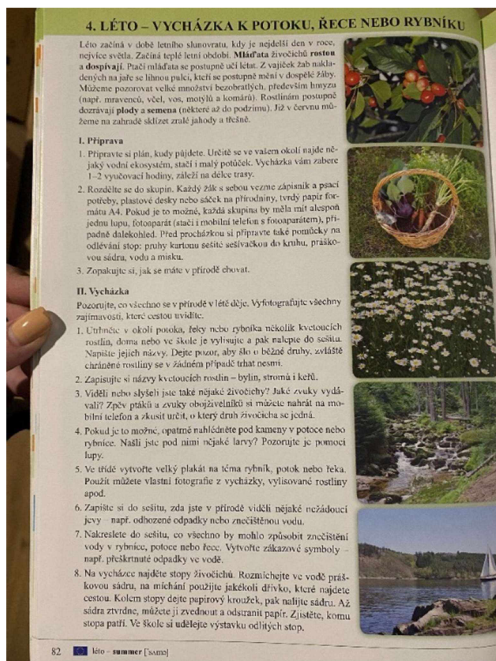 4. LÉTO – VYCHÁZKA K POTOKU, ŘECE NEBO RYBNÍKU
Léto začíná v době letního slunovratu, kdy je nejdelší den v roce,
nejvíce světla. Začíná teplé letní období. Mláďata živočichů rostou
a dospívají. Ptačí mláďata se postupně učí létat. Z vajíček žab nakla-
dených na jaře se líhnou pulci, kteří se postupně mění v dospělé žáby.
Můžeme pozorovat velké množství bezobratlých, především hmyzu
(např. mravenců, včel, vos, motýlů a komárů). Rostlinám postupně
dozrávají plody a semena (některé až do podzimu). Již v červnu mů-
žeme na zahradě sklízet zralé jahody a třešně.
I. Příprava
1. Připravte si plán, kudy půjdete. Určitě se ve vašem okolí najde ně-
jaký vodní ekosystém, stačí i malý potůček. Vycházka vám zabere
1–2 vyučovací hodiny, záleží na délce trasy.
2. Rozdělte se do skupin. Každý žák s sebou vezme zápisník a psací
potřeby, plastové desky nebo sáček na přírodniny, tvrdý papír for-
mátu A4. Pokud je to možné, každá skupina by měla mít alespoň
jednu lupu, fotoaparát (stačí i mobilní telefon s fotoaparátem), pří-
padně dalekohled. Před procházkou si připravte také pomůcky na
odlévání stop: pruhy kartonu sešité sešívačkou do kruhu, práško-
vou sádru, vodu a misku.
3. Zopakujte si, jak se máte v přírodě chovat.
II. Vycházka
Pozorujte, co všechno se v přírodě v létě děje. Vyfotografujte všechny
zajímavosti, které cestou uvidíte.
1. Utrhněte v okolí potoka, řeky nebo rybníka několik kvetoucích
rostlin, doma nebo ve škole je vylisujte a pak nalepte do sešitu.
Napište jejich názvy. Dejte pozor, aby šlo o běžné druhy, zvláště
chráněné rostliny se v žádném případě trhat nesmí.
2. Zapisujte si názvy kvetoucích rostlin – bylin, stromů i keřů.
3. Viděli nebo slyšeli jste také nějaké živočichy? Jaké zvuky vydá-
vali? Zpěv ptáků a zvuky obojživelníků si můžete nahrát na mo-
bilní telefon a zkusit určit, o který druh živočicha se jedná.
4. Pokud je to možné, opatrně nahlédněte pod kameny v potoce nebo
rybníce. Našli jste pod nimi nějaké larvy? Pozorujte je pomocí
lupy.
5. Ve třídě vytvořte velký plakát na téma rybník, potok nebo řeka.
Použít můžete vlastní fotografie z vycházky, vylisované rostliny
apod.
6. Zapište si do sešitu, zda jste v přírodě viděli nějaké nežádoucí
jevy – např. odhozené odpadky nebo znečištěnou vodu.
7. Nakreslete do sešitu, co všechno by mohlo způsobit znečištění
vody v rybníce, potoce nebo řece. Vytvořte zákazové symboly –
např. přeškrtnuté odpadky ve vodě.
8. Na vycházce najděte stopy živočichů. Rozmíchejte ve vodě práš-
kovou sádru, na míchání použijte jakékoli dřívko, které najdete
cestou. Kolem stopy dejte papírový kroužek, pak nalijte sádru. Až
sádra ztvrdne, můžete ji zvednout a odstranit papír. Zjistěte, komu
stopa patří. Ve škole si udělejte výstavku odlitých stop.
82 léto – summer [ˈsʌmə]